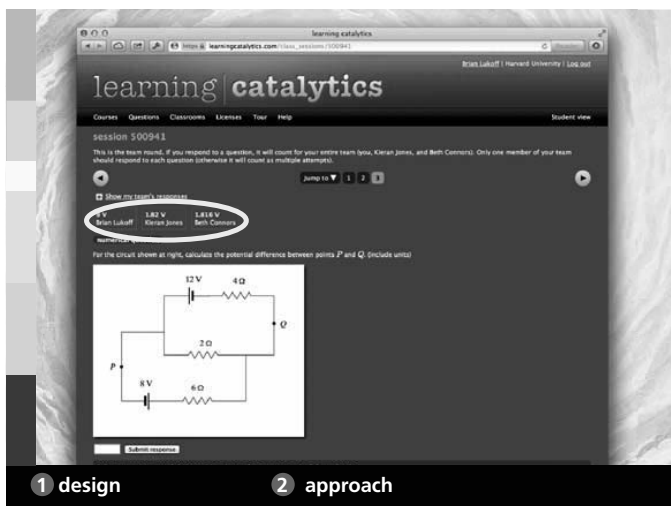 learning catalytics
https learningcatalytics.com/class_sessions/500941
Reader
Brian Lukoff | Harvard University | Log out
learning catalytics
Courses Questions Classrooms Licenses Tour Help Student view
session 500941
This is the team round. If you respond to a question, it will count for your entire team (you, Kieran Jones, and Beth Connors). Only one member of your team
should respond to each question (otherwise it will count as multiple attempts).
Jump to 1 2 3
Show my team's responses
V 1.82 V 1.816 V
Brian Lukoff Kieran Jones Beth Connors
Numerical
For the circuit shown at right, calculate the potential difference between points P and Q. (include units)
12 V 4 Ω
Q
2 Ω
P
8 V 6 Ω
Submit response
1 design 2 approach